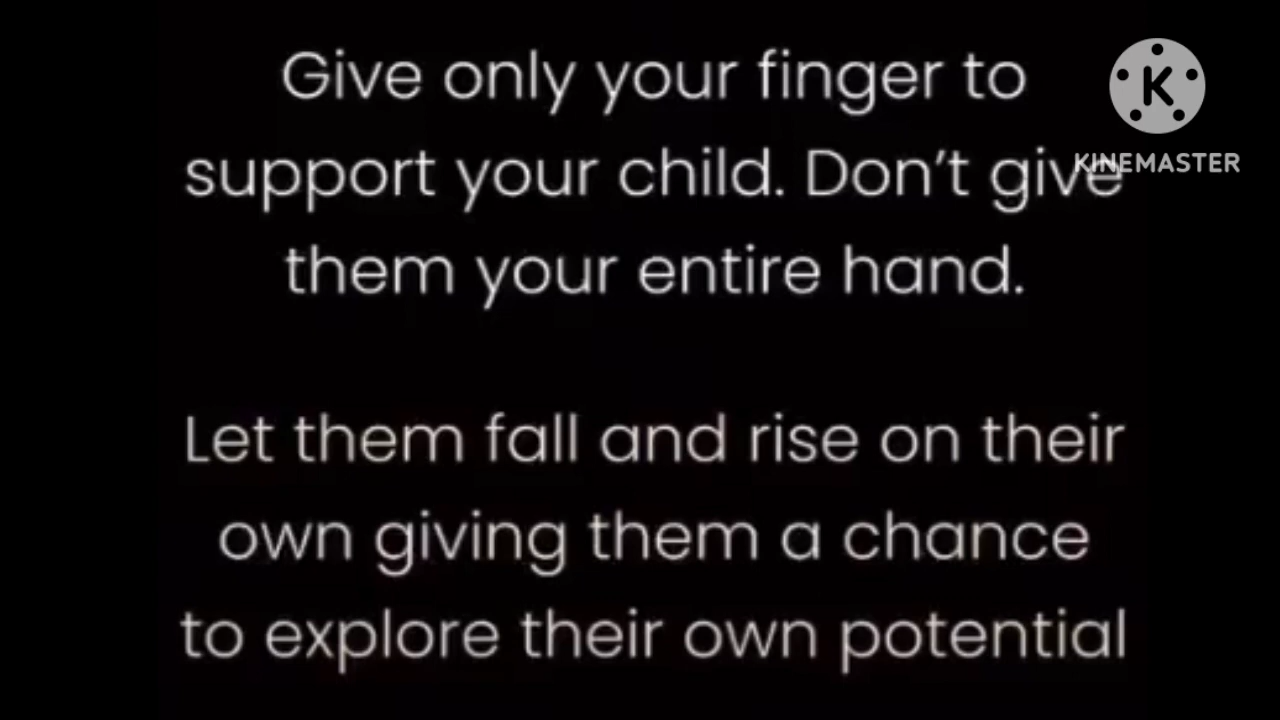 Give only your finger to
support your child. Don't give
them your entire hand.
Let them fall and rise on their
own giving them a chance
to explore their own potential
K
KINEMASTER